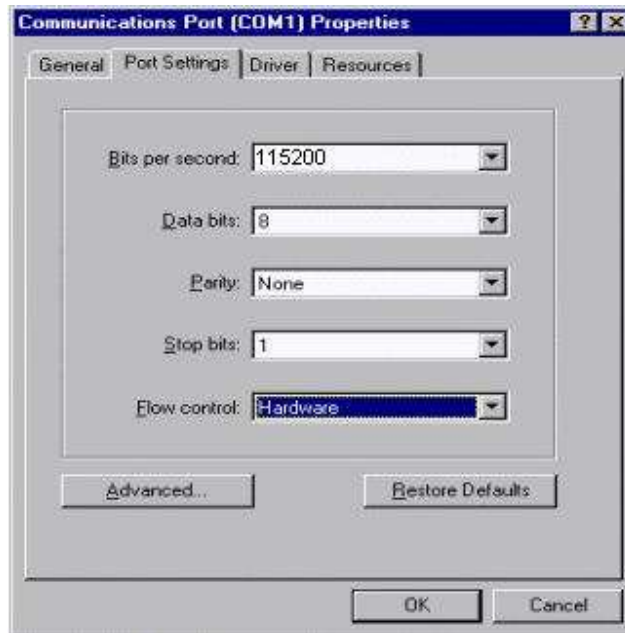 Communications Port (COM1) Properties
General Port Settings Driver Resources
Bits per second: 115200
Data bits: 8
Parity: None
Stop bits: 1
Flow control: Hardware
Advanced... Restore Defaults
OK Cancel